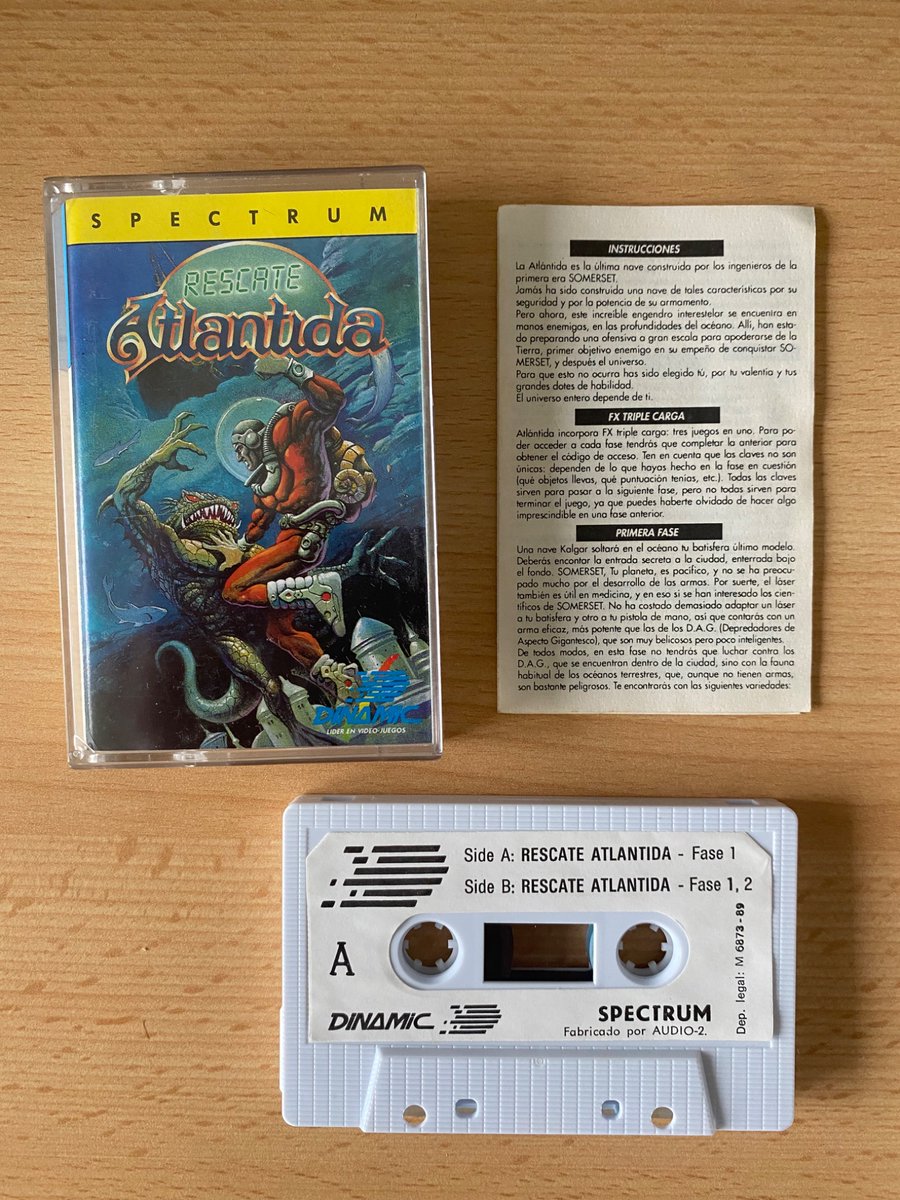 SPECTRUM
RESCATE
Atlantida
DINAMIC
LIDER EN VIDEO-JUEGOS
INSTRUCCIONES
La Atlántida es la última nave construida por los ingenieros de la
primera era SOMERSET.
Jamás ha sido construida una nave de tales características por su
seguridad y por la potencia de su armamento.
Pero ahora, este increíble engendro interestelar se encuentra en
manos enemigas, en las profundidades del océano. Allí, han esta-
do preparando una ofensiva a gran escala para apoderarse de la
Tierra, primer objetivo enemigo en su empeño de conquistar SO-
MERSET, y después el universo.
Para que esto no ocurra has sido elegido tú, por tu valentia y tus
grandes dotes de habilidad.
El universo entero depende de ti.
FX TRIPLE CARGA
Atlántida incorpora FX triple carga: tres juegos en uno. Para po-
der acceder a cada fase tendrás que completar la anterior para
obtener el código de acceso. Ten en cuenta que las claves no son
únicas: dependen de lo que hayas hecho en la fase en cuestión
(qué objetos llevas, qué puntuación tenías, etc.). Todas las claves
sirven para pasar a la siguiente fase, pero no todas sirven para
terminar el juego, ya que puedes haberte olvidado de hacer algo
imprescindible en una fase anterior.
PRIMERA FASE
Una nave Kalgar soltará en el océano tu batisfera último modelo.
Deberás encontar la entrada secreta a la ciudad, enterrada bajo
el fondo. SOMERSET, Tu planeta, es pacífico, y no se ha preocu-
pado mucho por el desarrollo de las armas. Por suerte, el láser
también es útil en medicina, y en eso si se han interesado los cien-
tíficos de SOMERSET. No ha costado demasiado adaptar un láser
a tu batisfera y otro a tu pistola de mano, asi que contarás con un
arma eficaz, más potente que las de los D.A.G. (Depredadores de
Aspecto Gigantesco), que son muy belicosos pero poco inteligentes.
De todos modos, en esta fase no tendrás que luchar contra los
D.A.G., que se encuentran dentro de la ciudad, sino con la fauna
habitual de los océanos terrestres, que, aunque no tienen armas,
son bastante peligrosos. Te encontrarás con las siguientes variedades:
Side A: RESCATE ATLANTIDA - Fase 1
Side B: RESCATE ATLANTIDA - Fase 1, 2
A
DINAMIC
SPECTRUM
Fabricado por AUDIO-2.
Dep. legal: M 6873-89